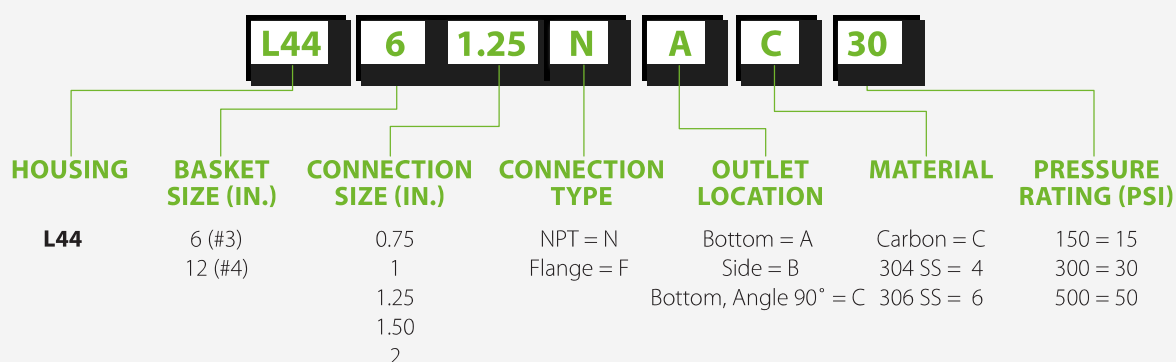 L44 6 1.25 N A C 30
HOUSING
BASKET
SIZE (IN.)
CONNECTION
SIZE (IN.)
CONNECTION
TYPE
OUTLET
LOCATION
MATERIAL
PRESSURE
RATING (PSI)
L44
6 (#3)
12 (#4)
0.75
1
1.25
1.50
2
NPT = N
Flange = F
Bottom = A
Side = B
Bottom, Angle 90˚ = C
Carbon = C
304 SS = 4
306 SS = 6
150 = 15
300 = 30
500 = 50